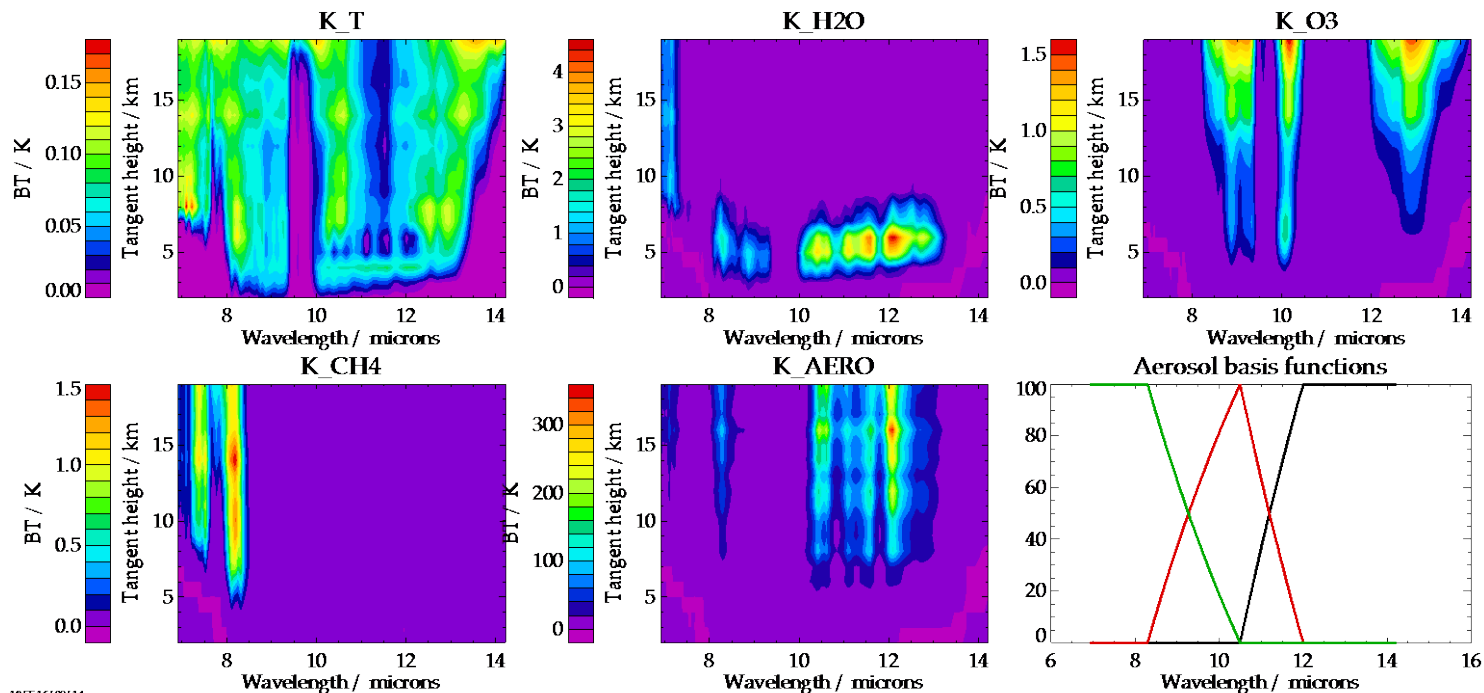 K_T
BT / K
0.15
0.10
0.05
0.00
Tangent height / km
15
10
5
8 10 12 14
Wavelength / microns
K_H2O
BT / K
4
3
2
1
0
Tangent height / km
15
10
5
8 10 12 14
Wavelength / microns
K_O3
BT / K
1.5
1.0
0.5
0.0
Tangent height / km
15
10
5
8 10 12 14
Wavelength / microns
K_CH4
BT / K
1.5
1.0
0.5
0.0
Tangent height / km
15
10
5
8 10 12 14
Wavelength / microns
K_AERO
BT / K
300
200
100
0
Tangent height / km
15
10
5
8 10 12 14
Wavelength / microns
Aerosol basis functions
100
80
60
40
20
0
6 8 10 12 14 16
Wavelength / microns